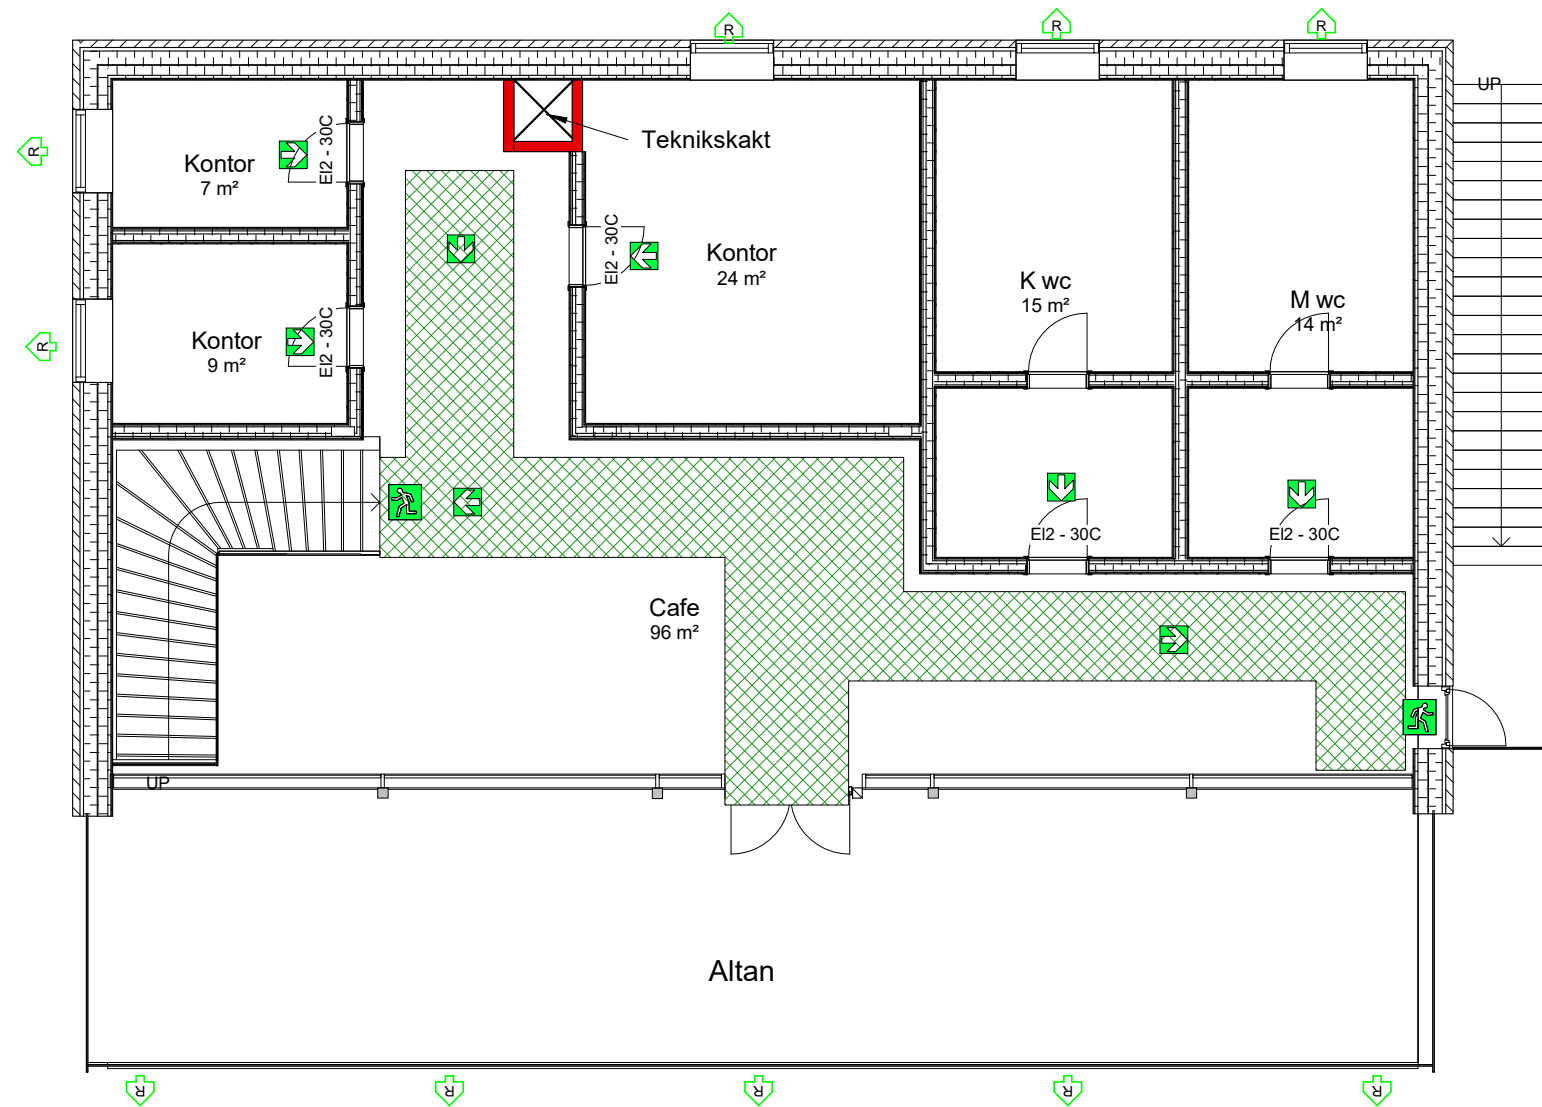 R
R
R
UP
R
Kontor
7 m²
EI2 - 30C
Teknikskakt
Kontor
24 m²
EI2 - 30C
K wc
15 m²
M wc
14 m²
R
Kontor
9 m²
EI2 - 30C
EI2 - 30C
EI2 - 30C
Cafe
96 m²
UP
Altan
R
R
R
R
R